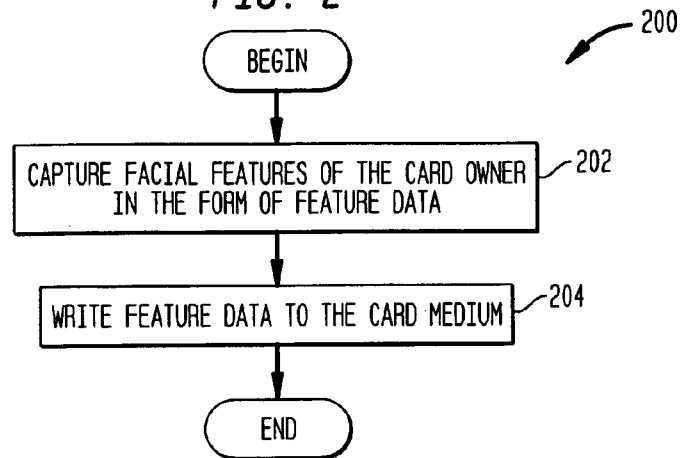 FIG. 2
200
BEGIN
CAPTURE FACIAL FEATURES OF THE CARD OWNER
IN THE FORM OF FEATURE DATA
202
WRITE FEATURE DATA TO THE CARD MEDIUM
204
END